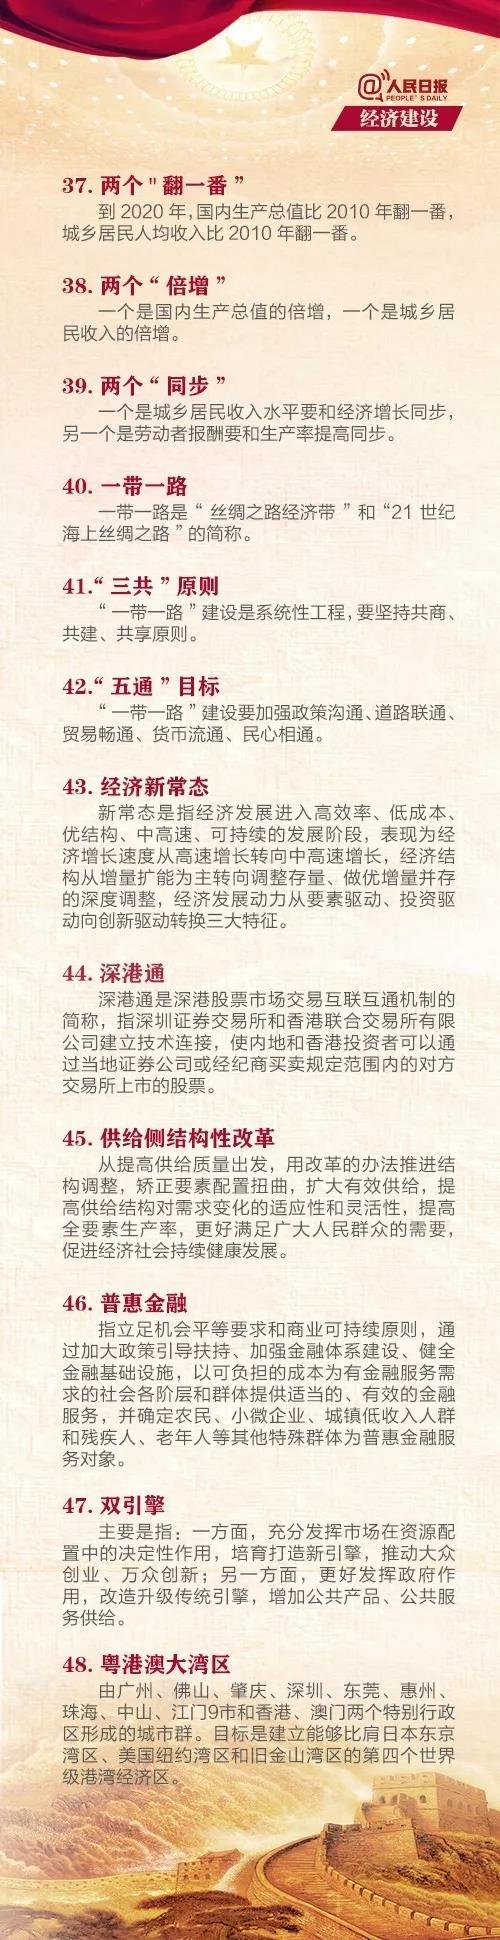 @人民日报
PEOPLE'S DAILY
经济建设
37. 两个"翻一番”
到 2020 年,国内生产总值比 2010 年翻一番，
城乡居民人均收入比 2010 年翻一番。
38. 两个“倍增”
一个是国内生产总值的倍增，一个是城乡居
民收入的倍增。
39. 两个“同步”
一个是城乡居民收入水平要和经济增长同步，
另一个是劳动者报酬要和生产率提高同步。
40. 一带一路
一带一路是“丝绸之路经济带”和“21 世纪
海上丝绸之路”的简称。
41.“三共”原则
“一带一路”建设是系统性工程,要坚持共商、
共建、共享原则。
42.“五通”目标
“一带一路”建设要加强政策沟通、道路联通、
贸易畅通、货币流通、民心相通。
43. 经济新常态
新常态是指经济发展进入高效率、低成本、
优结构、中高速、可持续的发展阶段，表现为经
济增长速度从高速增长转向中高速增长，经济结
构从增量扩能为主转向调整存量、做优增量并存
的深度调整，经济发展动力从要素驱动、投资驱
动向创新驱动转换三大特征。
44. 深港通
深港通是深港股票市场交易互联互通机制的
简称，指深圳证券交易所和香港联合交易所有限
公司建立技术连接，使内地和香港投资者可以通
过当地证券公司或经纪商买卖规定范围内的对方
交易所上市的股票。
45. 供给侧结构性改革
从提高供给质量出发，用改革的办法推进结
构调整，矫正要素配置扭曲，扩大有效供给，提
高供给结构对需求变化的适应性和灵活性，提高
全要素生产率，更好满足广大人民群众的需要，
促进经济社会持续健康发展。
46. 普惠金融
指立足机会平等要求和商业可持续原则，通
过加大政策引导扶持、加强金融体系建设、健全
金融基础设施，以可负担的成本为有金融服务需
求的社会各阶层和群体提供适当的、有效的金融
服务，并确定农民、小微企业、城镇低收入人群
和残疾人、老年人等其他特殊群体为普惠金融服
务对象。
47. 双引擎
主要是指：一方面，充分发挥市场在资源配
置中的决定性作用，培育打造新引擎，推动大众
创业、万众创新；另一方面，更好发挥政府作
用，改造升级传统引擎，增加公共产品、公共服
务供给。
48. 粤港澳大湾区
由广州、佛山、肇庆、深圳、东莞、惠州、
珠海、中山、江门9市和香港、澳门两个特别行政
区形成的城市群。目标是建立能够比肩日本东京
湾区、美国纽约湾区和旧金山湾区的第四个世界
级港湾经济区。